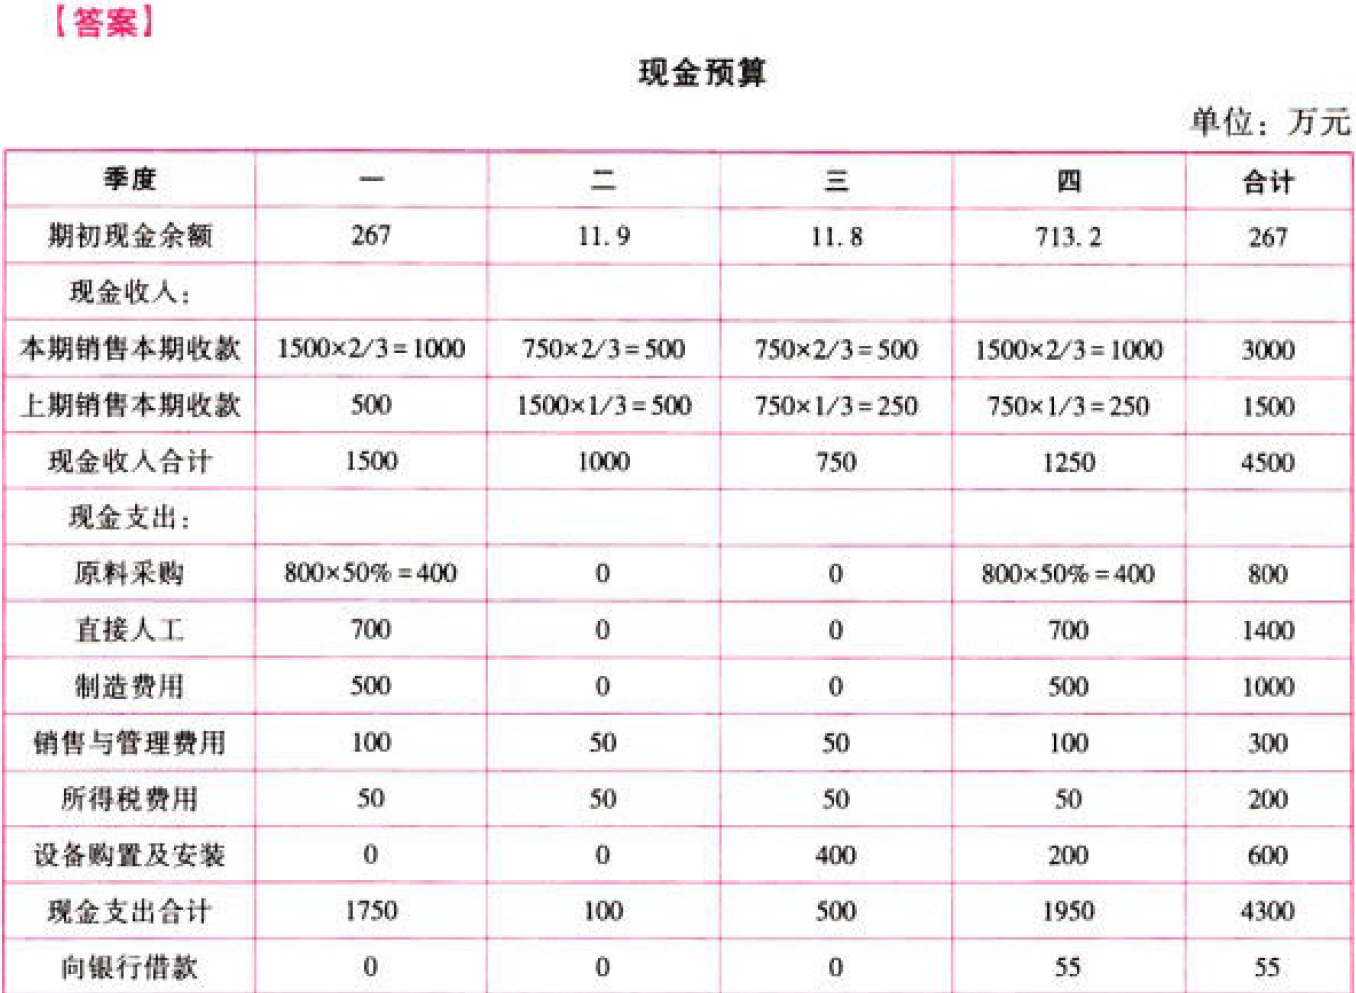 【答案】
现金预算
单位：万元
季度 一 二 三 四 合计
期初现金余额 267 11.9 11.8 713.2 267
现金收入：
本期销售本期收款 1500×2/3=1000 750×2/3=500 750×2/3=500 1500×2/3=1000 3000
上期销售本期收款 500 1500×1/3=500 750×1/3=250 750×1/3=250 1500
现金收入合计 1500 1000 750 1250 4500
现金支出：
原料采购 800×50%=400 0 0 800×50%=400 800
直接人工 700 0 0 700 1400
制造费用 500 0 0 500 1000
销售与管理费用 100 50 50 100 300
所得税费用 50 50 50 50 200
设备购置及安装 0 0 400 200 600
现金支出合计 1750 100 500 1950 4300
向银行借款 0 0 0 55 55